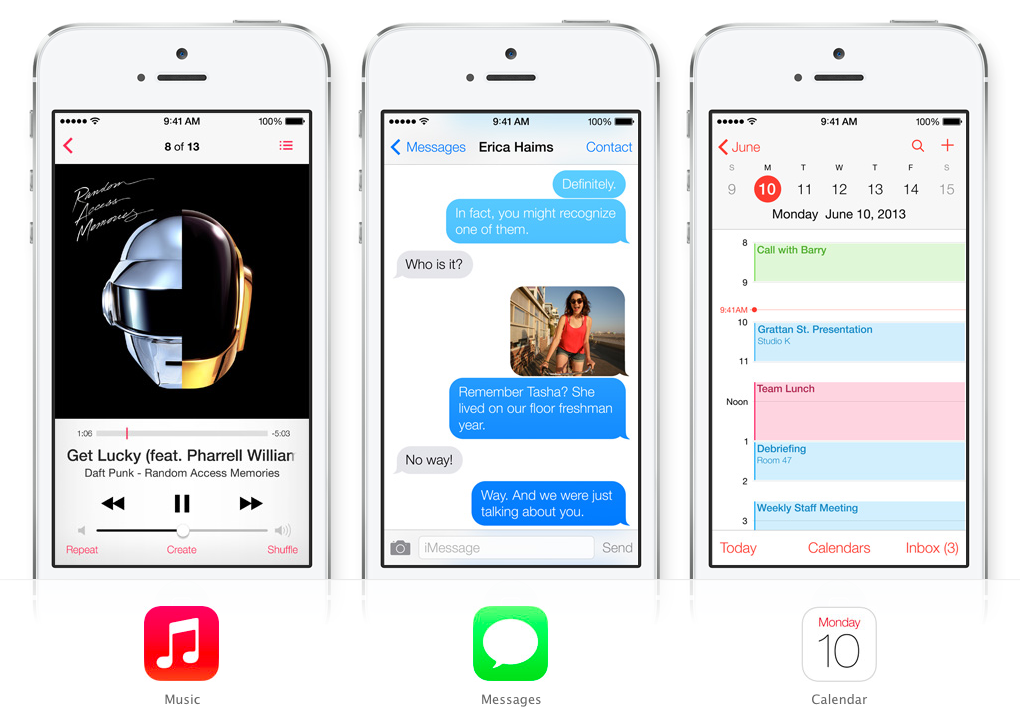 9:41 AM
100%
8 of 13
Random
Access
Memories
1:06
-5:03
Get Lucky (feat. Pharrell William
Daft Punk - Random Access Memories
Repeat
Create
Shuffle
9:41 AM
100%
Messages
Erica Haims
Contact
Definitely.
In fact, you might recognize
one of them.
Who is it?
Remember Tasha? She
lived on our floor freshman
year.
No way!
Way. And we were just
talking about you.
iMessage
Send
9:41 AM
100%
June
S M T W T F S
9 10 11 12 13 14 15
Monday June 10, 2013
8
Call with Barry
9
9:41AM
10
Grattan St. Presentation
Studio K
11
Team Lunch
Noon
1
Debriefing
Room 47
2
Weekly Staff Meeting
3
Today
Calendars
Inbox (3)
Monday
10
Music
Messages
Calendar